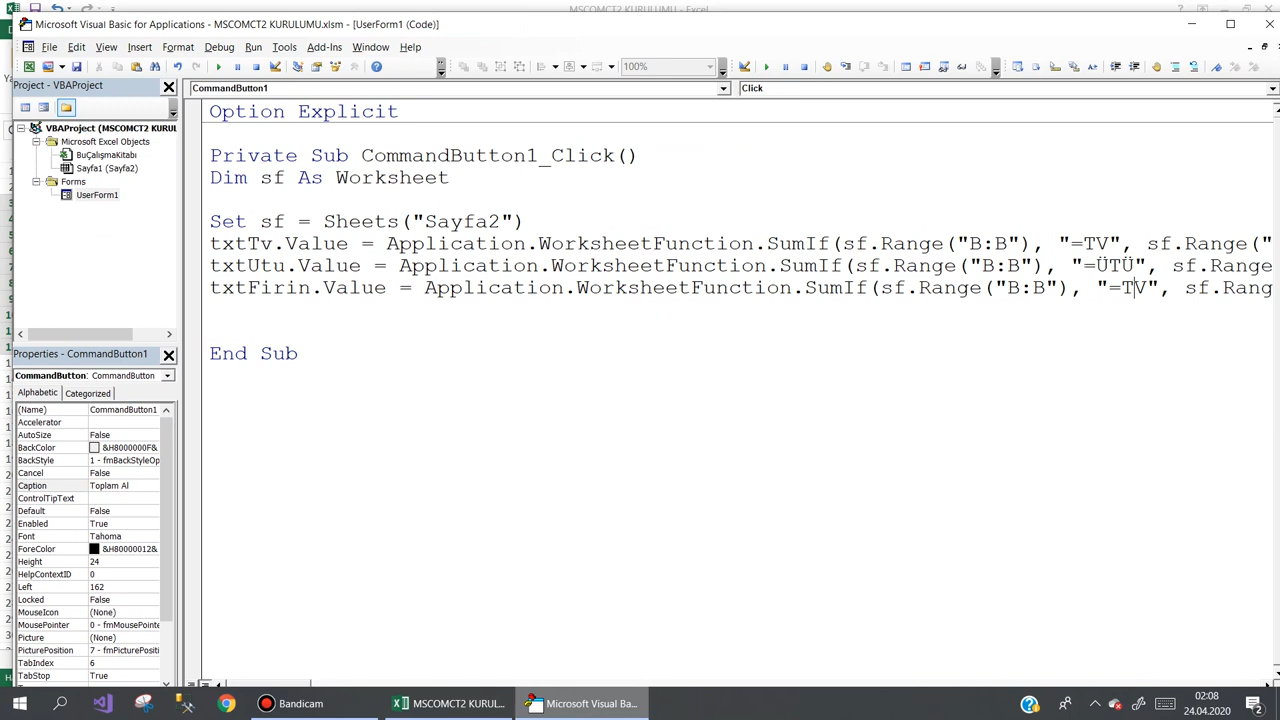 Microsoft Visual Basic for Applications - MSCOMCT2 KURULUMU.xlsm - [UserForm1 (Code)]
File Edit View Insert Format Debug Run Tools Add-Ins Window Help
100%
Project - VBAProject
CommandButton1
Click
VBAProject (MSCOMCT2 KURUL
Microsoft Excel Objects
BuÇalışmaKitabı
Sayfa1 (Sayfa2)
Forms
UserForm1
Option Explicit
Private Sub CommandButton1_Click()
Dim sf As Worksheet
Set sf = Sheets("Sayfa2")
txtTv.Value = Application.WorksheetFunction.SumIf(sf.Range("B:B"), "=TV", sf.Range("
txtUtu.Value = Application.WorksheetFunction.SumIf(sf.Range("B:B"), "=ÜTÜ", sf.Range
txtFirin.Value = Application.WorksheetFunction.SumIf(sf.Range("B:B"), "=TV", sf.Rang
End Sub
Properties - CommandButton1
CommandButton1 CommandButton
Alphabetic Categorized
(Name) CommandButton1
Accelerator
AutoSize False
BackColor &H8000000F&
BackStyle 1 - fmBackStyleOp
Cancel False
Caption Toplam Al
ControlTipText
Default False
Enabled True
Font Tahoma
ForeColor &H80000012&
Height 24
HelpContextID 0
Left 162
Locked False
MouseIcon (None)
MousePointer 0 - fmMousePointe
Picture (None)
PicturePosition 7 - fmPicturePositi
TabIndex 6
TabStop True
Bandicam
MSCOMCT2 KURUL...
Microsoft Visual Ba...
02:08
24.04.2020
2